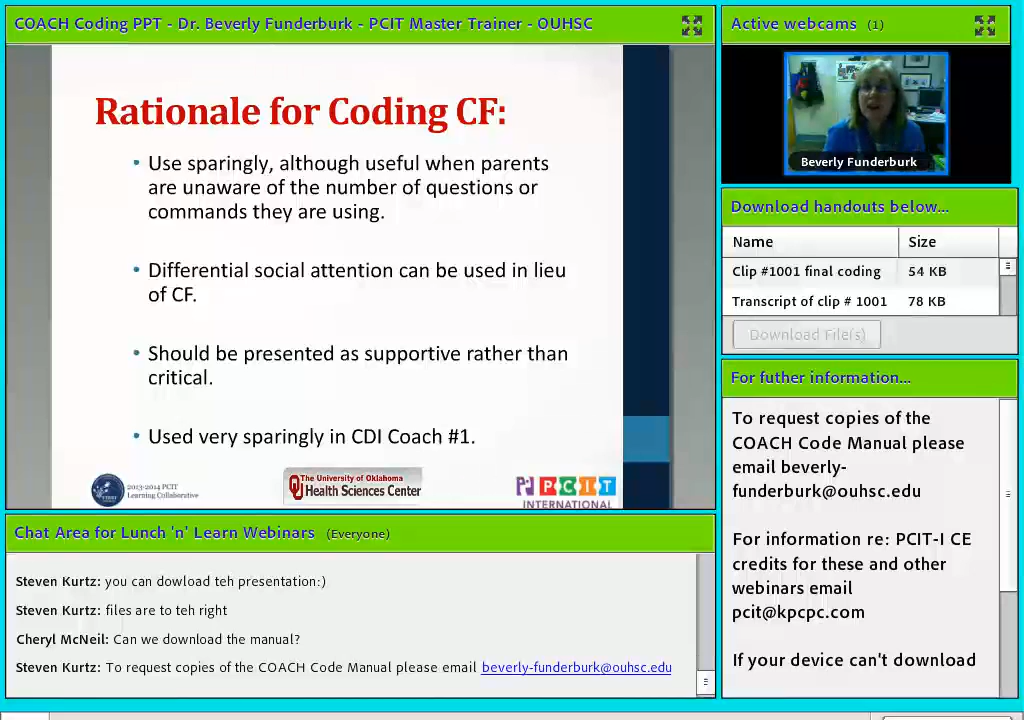 COACH Coding PPT - Dr. Beverly Funderburk - PCIT Master Trainer - OUHSC
Rationale for Coding CF:
• Use sparingly, although useful when parents
are unaware of the number of questions or
commands they are using.
• Differential social attention can be used in lieu
of CF.
• Should be presented as supportive rather than
critical.
• Used very sparingly in CDI Coach #1.
2013-2014 PCIT
Learning Collaborative
The University of Oklahoma
Health Sciences Center
PCIT
INTERNATIONAL
Chat Area for Lunch 'n' Learn Webinars (Everyone)
Steven Kurtz: you can dowload teh presentation:)
Steven Kurtz: files are to teh right
Cheryl McNeil: Can we download the manual?
Steven Kurtz: To request copies of the COACH Code Manual please email beverly-funderburk@ouhsc.edu
Active webcams (1)
Beverly Funderburk
Download handouts below...
Name Size
Clip #1001 final coding 54 KB
Transcript of clip # 1001 78 KB
Download File(s)
For futher information...
To request copies of the
COACH Code Manual please
email beverly-
funderburk@ouhsc.edu
For information re: PCIT-I CE
credits for these and other
webinars email
pcit@kpcpc.com
If your device can't download